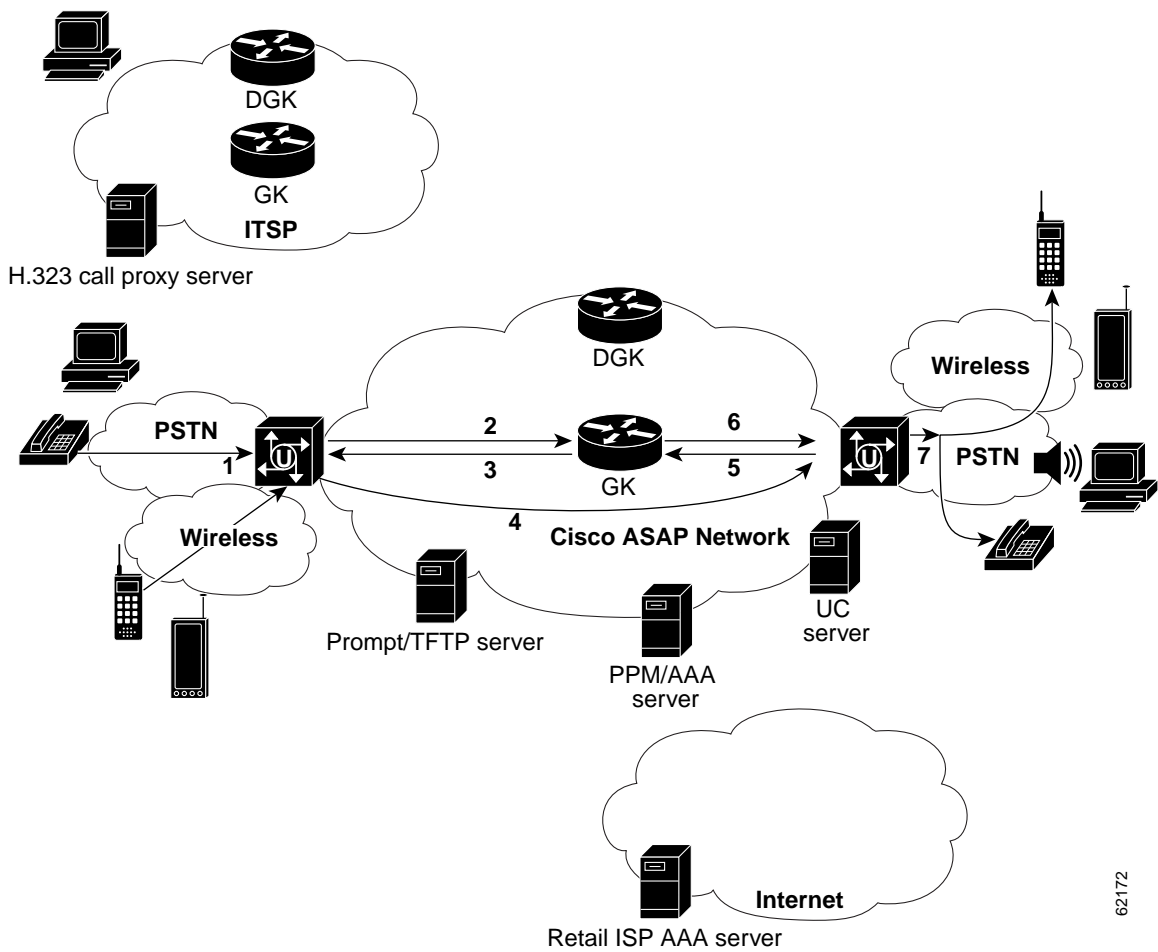 DGK
GK
ITSP
H.323 call proxy server
DGK
Wireless
PSTN
1
U
2
3
GK
6
5
U
7
PSTN
4
Cisco ASAP Network
Wireless
Prompt/TFTP server
UC
server
PPM/AAA
server
Internet
Retail ISP AAA server
62172